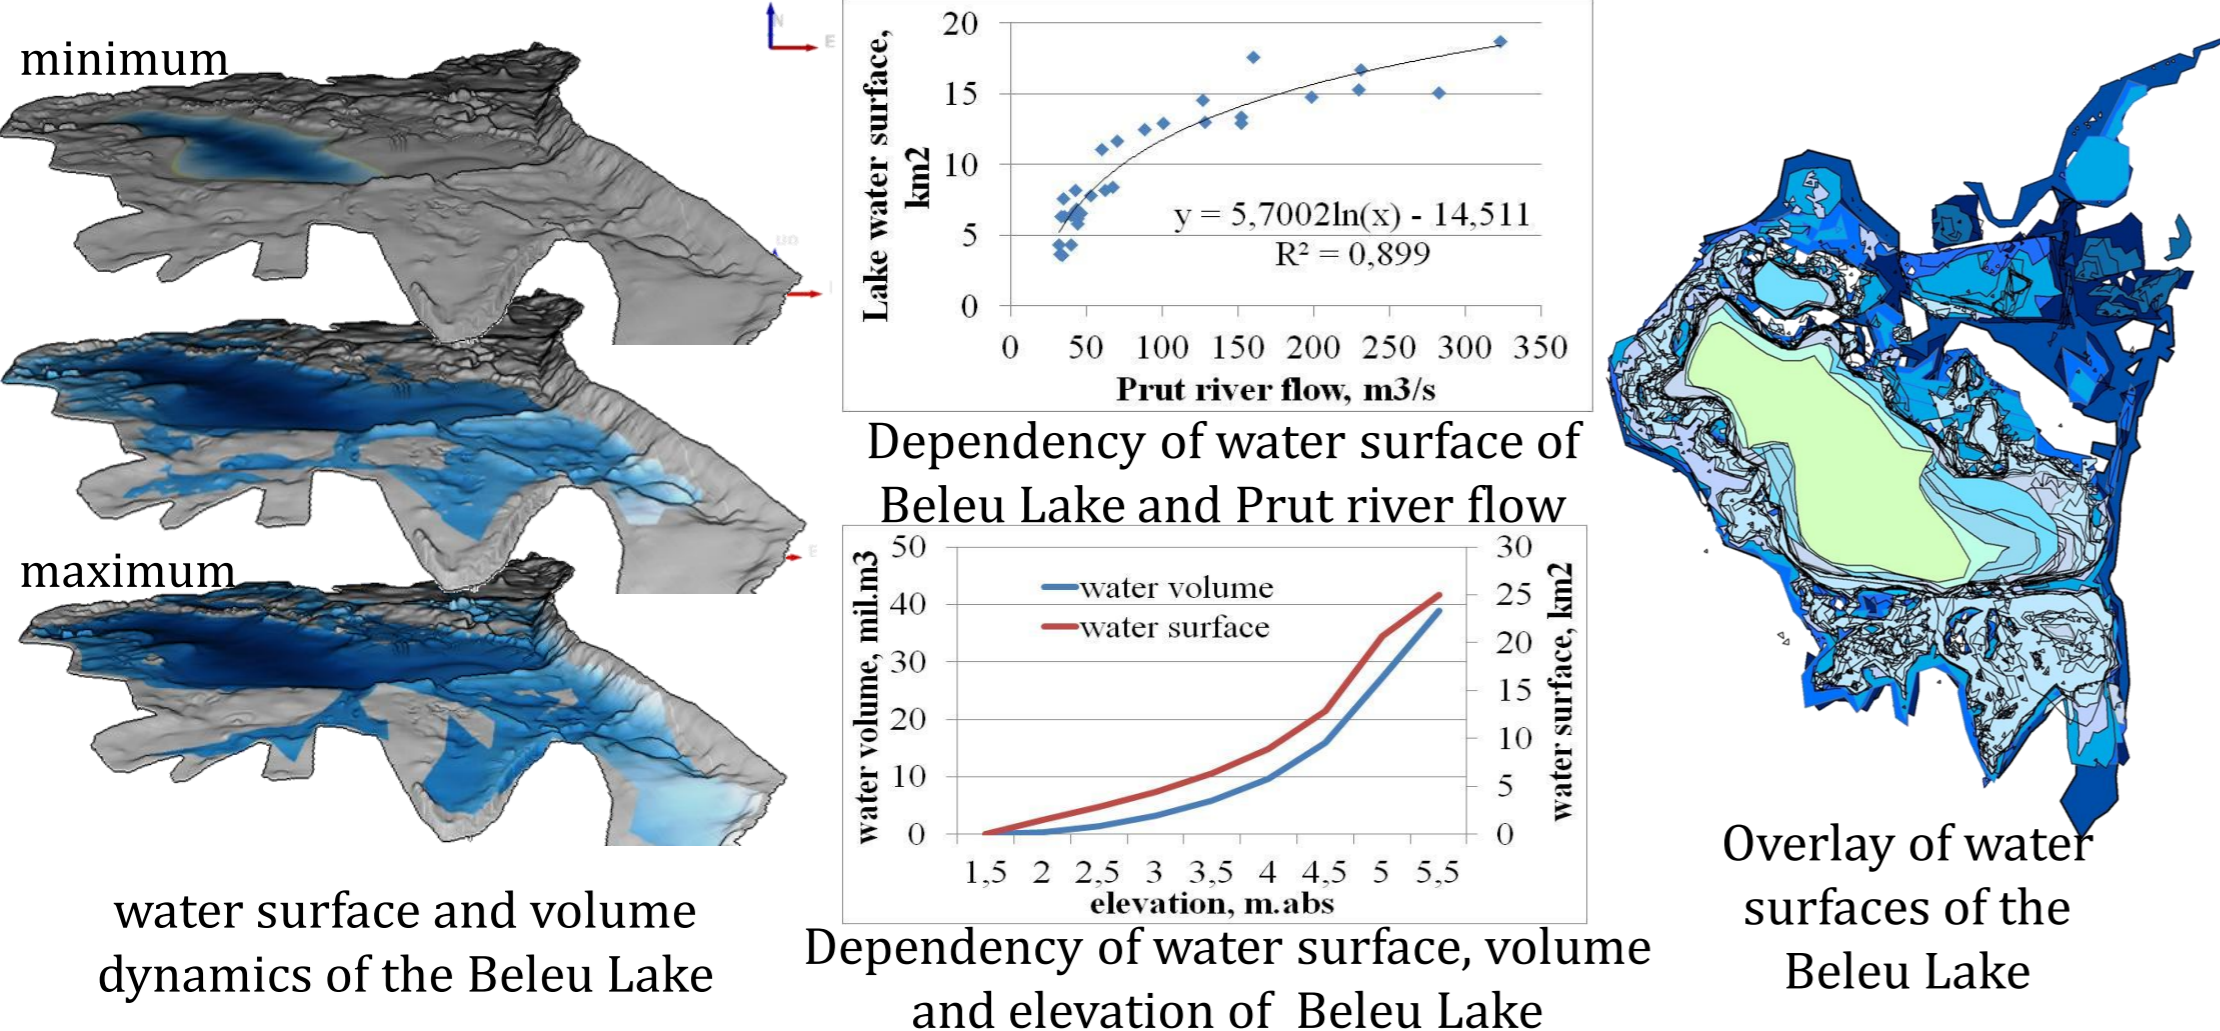 minimum
N
E
up
maximum
E
water surface and volume
dynamics of the Beleu Lake
Lake water surface,
km2
20
15
10
5
0
y = 5,7002ln(x) - 14,511
R² = 0,899
0 50 100 150 200 250 300 350
Prut river flow, m3/s
Dependency of water surface of
Beleu Lake and Prut river flow
water volume, mil.m3
50
40
30
20
10
0
water volume
water surface
30
25
20
15
10
5
0
water surface, km2
1,5 2 2,5 3 3,5 4 4,5 5 5,5
elevation, m.abs
Dependency of water surface, volume
and elevation of Beleu Lake
Overlay of water
surfaces of the
Beleu Lake